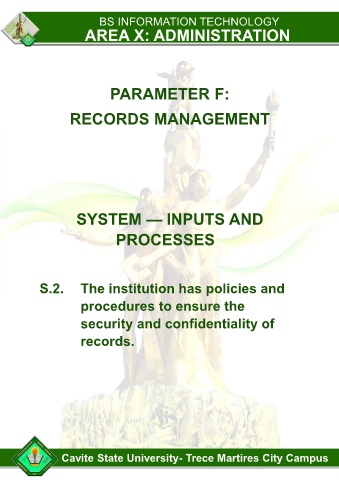 BS INFORMATION TECHNOLOGY
AREA X: ADMINISTRATION
PARAMETER F:
RECORDS MANAGEMENT
SYSTEM — INPUTS AND
PROCESSES
S.2. The institution has policies and
procedures to ensure the
security and confidentiality of
records.
Cavite State University- Trece Martires City Campus